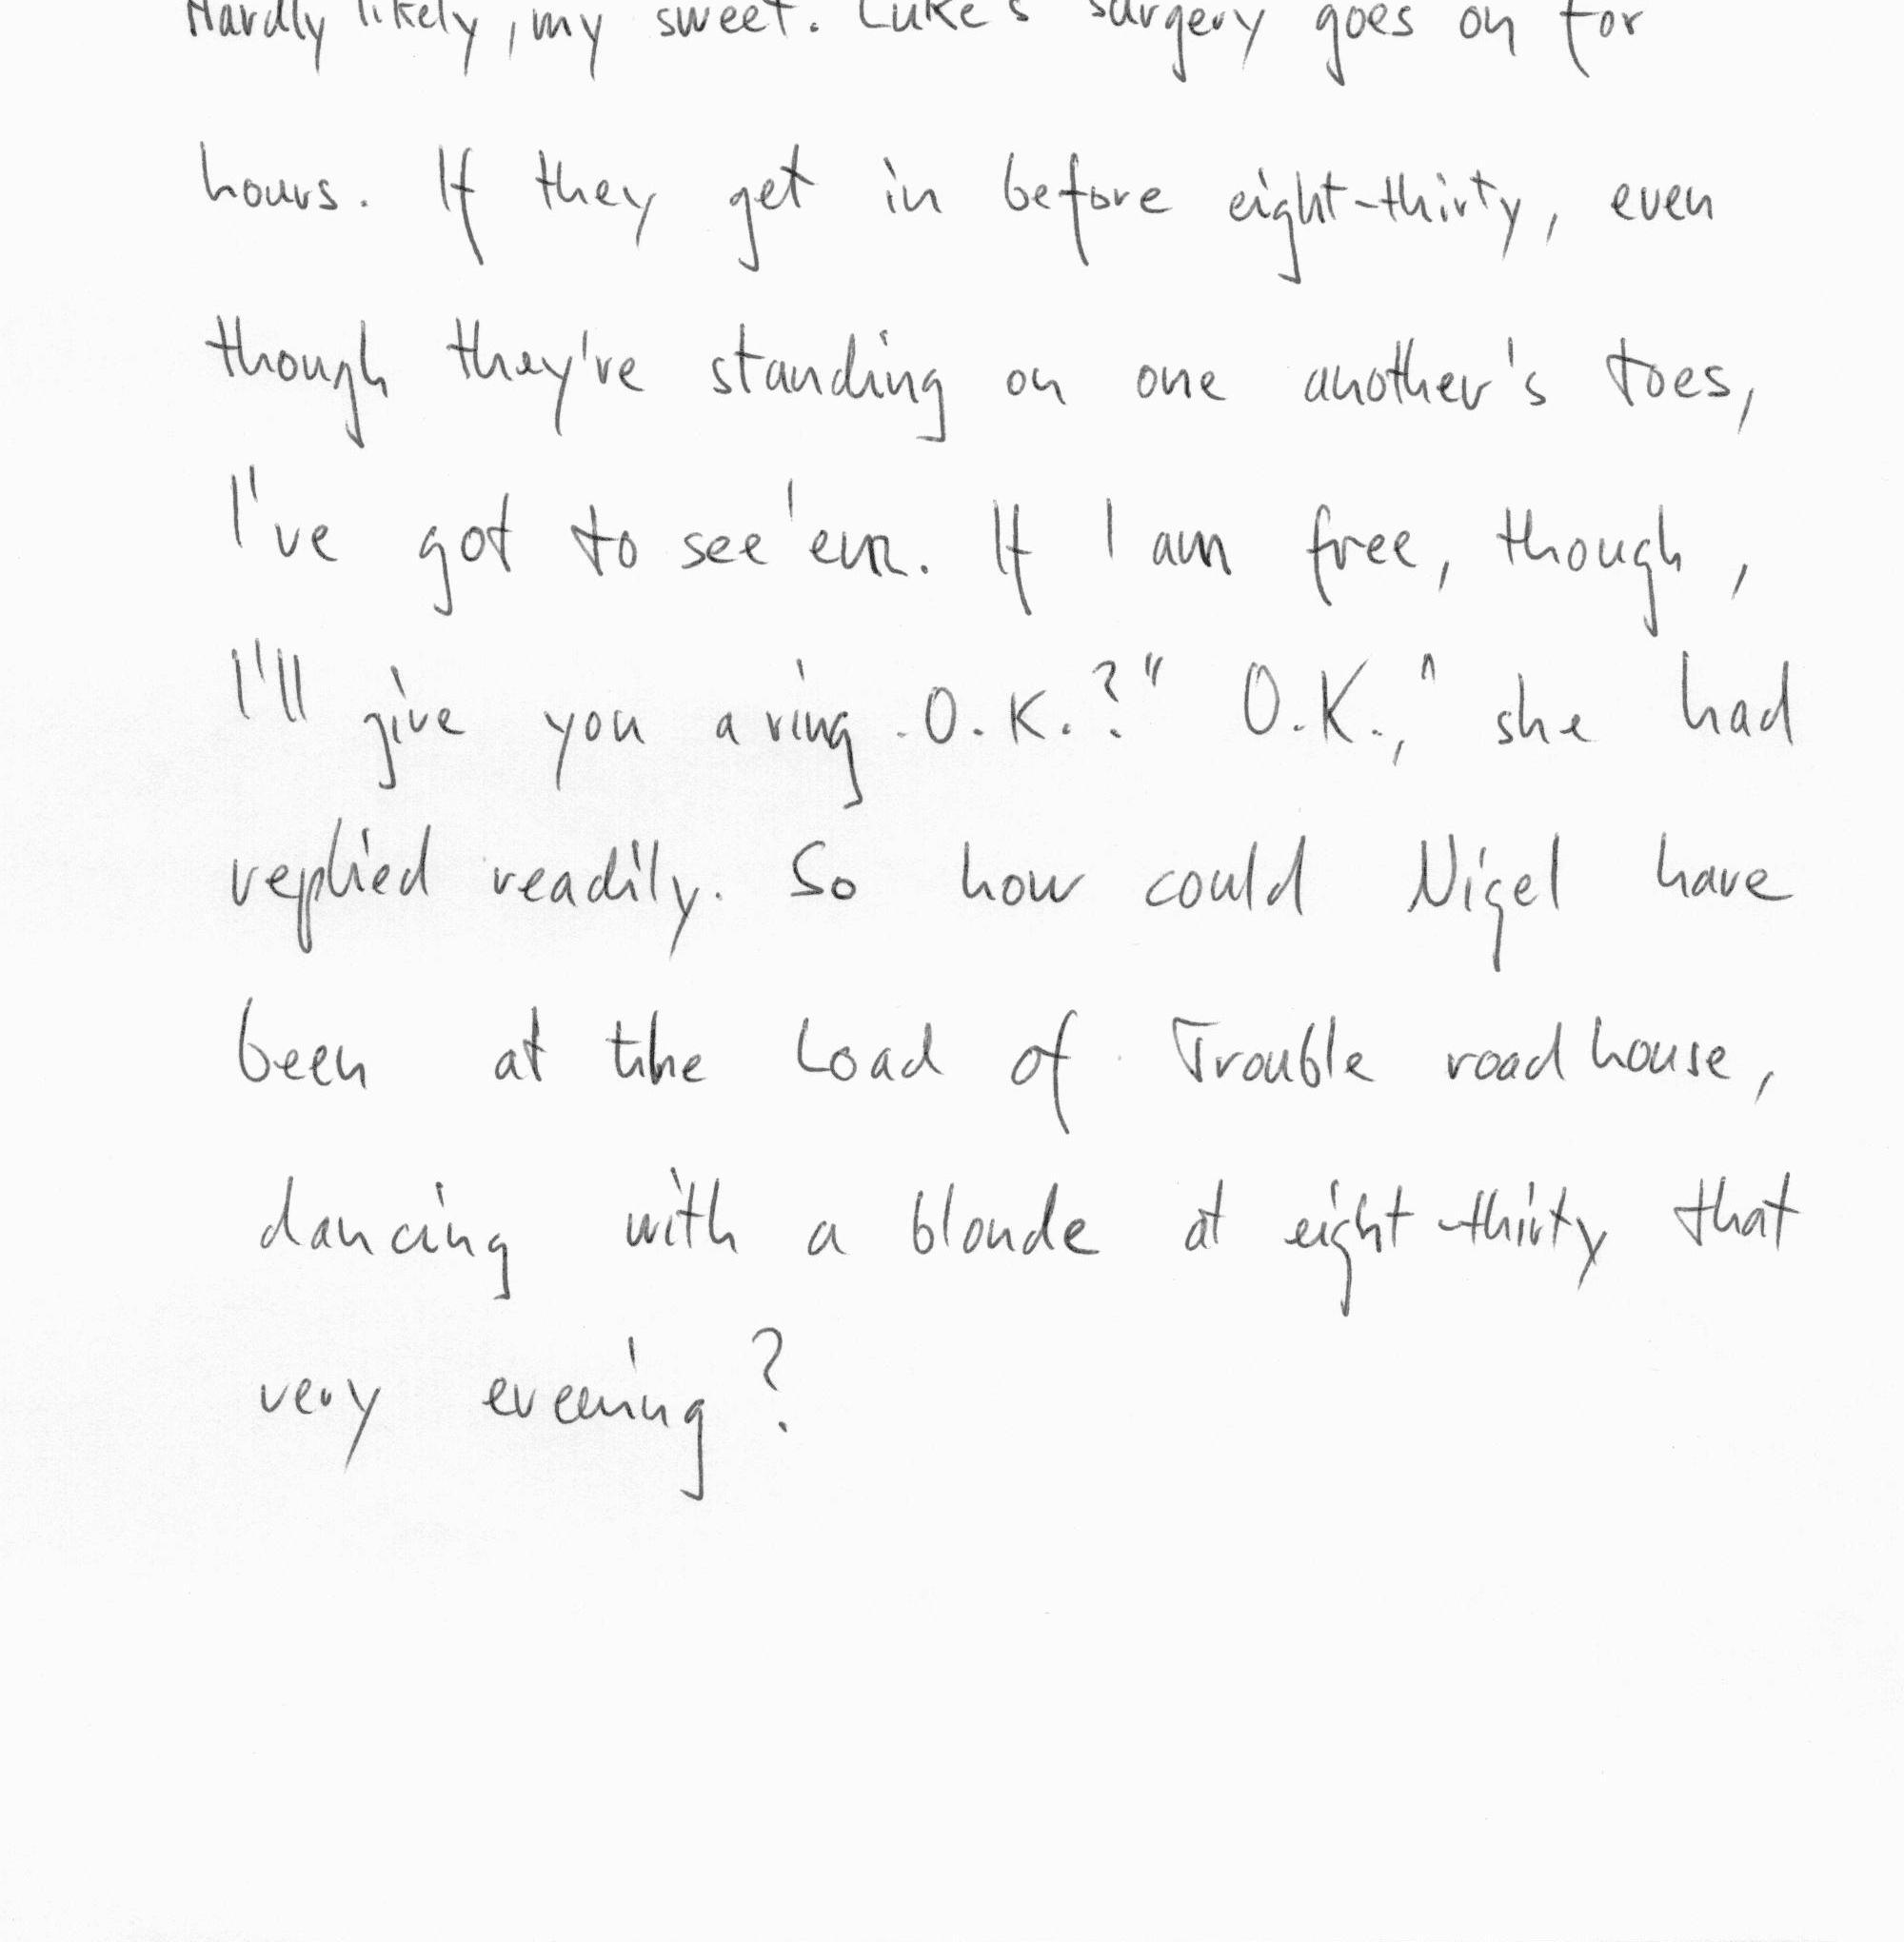 Hardly likely, my sweet. Luke's surgery goes on for
hours. If they get in before eight-thirty, even
though they're standing on one another's toes,
I've got to see 'em. If I am free, though,
I'll give you a ring. O.K.?" O.K.," she had
replied readily. So how could Nigel have
been at the Load of Trouble roadhouse,
dancing with a blonde at eight-thirty that
very evening?